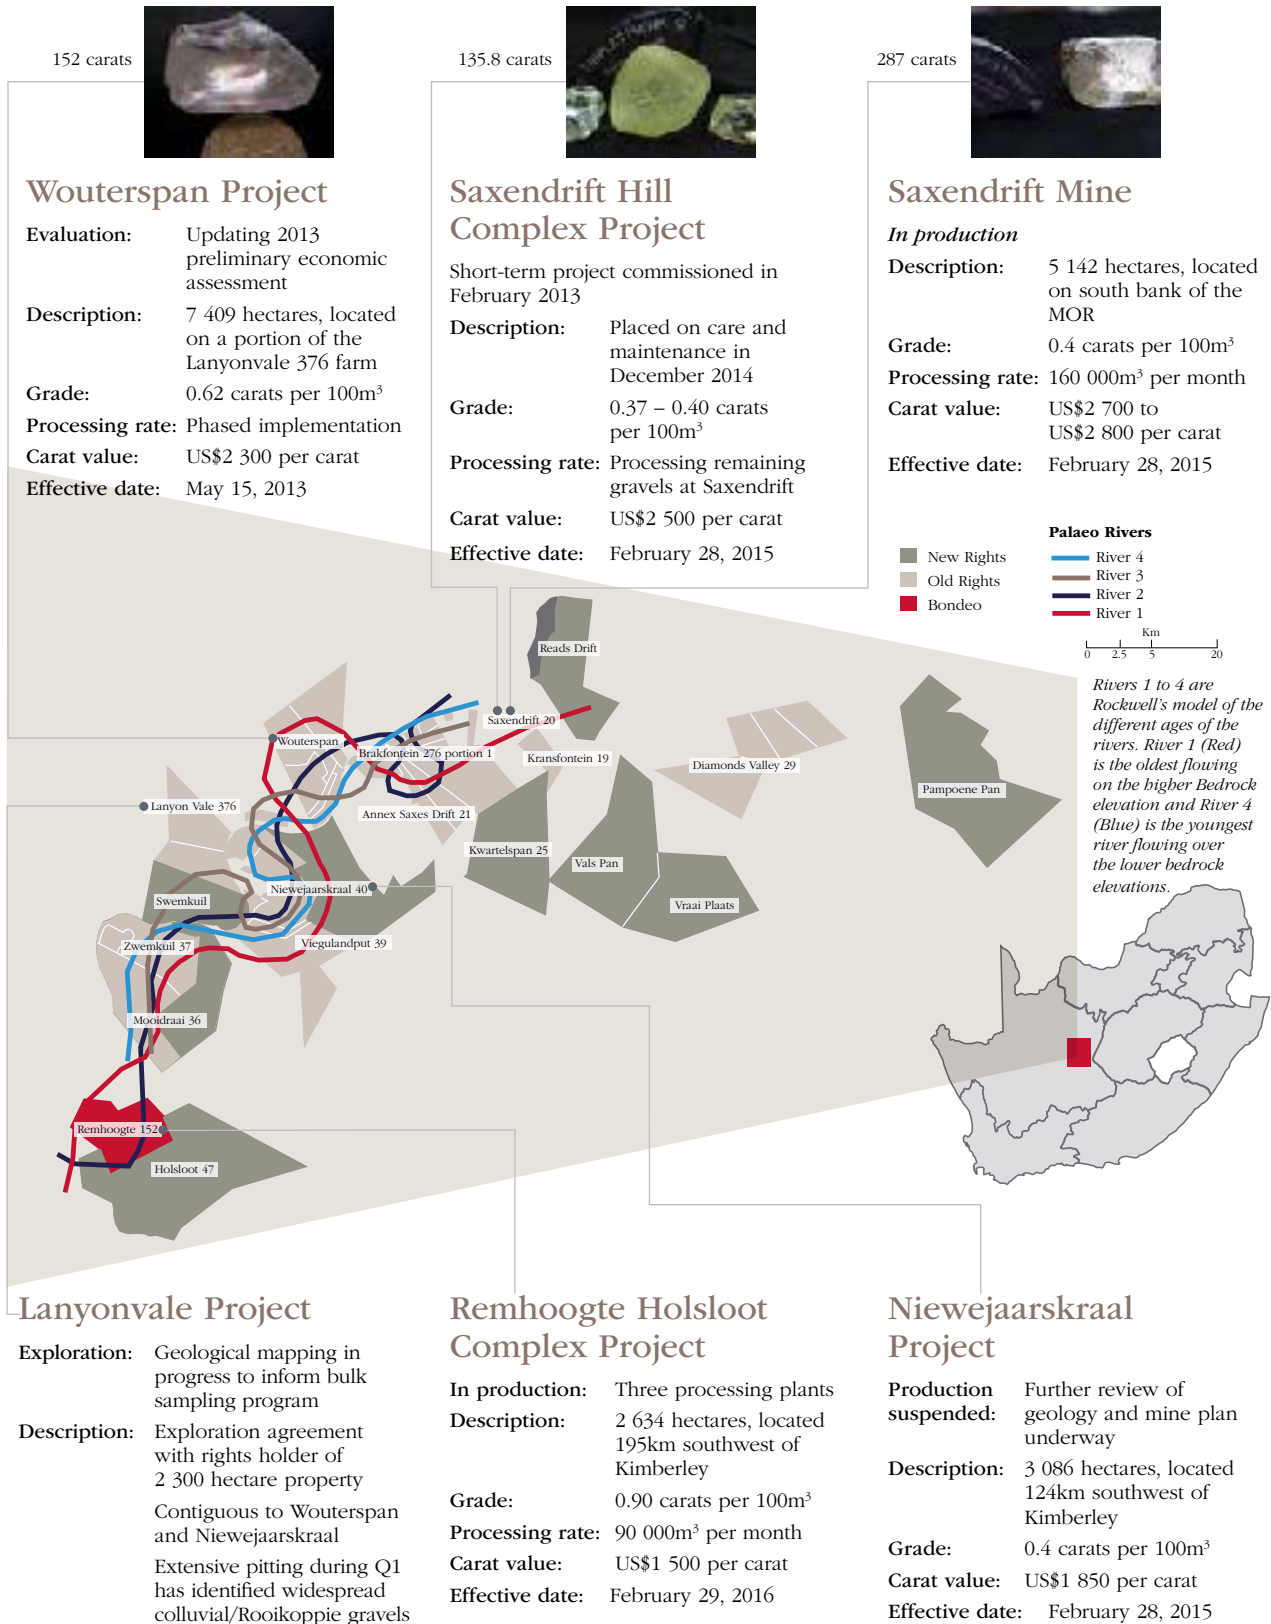 152 carats
135.8 carats
287 carats
Wouterspan Project
Evaluation: Updating 2013
preliminary economic
assessment
Description: 7 409 hectares, located
on a portion of the
Lanyonvale 376 farm
Grade: 0.62 carats per 100m³
Processing rate: Phased implementation
Carat value: US$2 300 per carat
Effective date: May 15, 2013
Saxendrift Hill
Complex Project
Short-term project commissioned in
February 2013
Description: Placed on care and
maintenance in
December 2014
Grade: 0.37 – 0.40 carats
per 100m³
Processing rate: Processing remaining
gravels at Saxendrift
Carat value: US$2 500 per carat
Effective date: February 28, 2015
Saxendrift Mine
In production
Description: 5 142 hectares, located
on south bank of the
MOR
Grade: 0.4 carats per 100m³
Processing rate: 160 000m³ per month
Carat value: US$2 700 to
US$2 800 per carat
Effective date: February 28, 2015
New Rights
Old Rights
Bondeo
Palaeo Rivers
River 4
River 3
River 2
River 1
Km
0 2.5 5 20
Rivers 1 to 4 are
Rockwell's model of the
different ages of the
rivers. River 1 (Red)
is the oldest flowing
on the higher Bedrock
elevation and River 4
(Blue) is the youngest
river flowing over
the lower bedrock
elevations.
Reads Drift
Saxendrift 20
Wouterspan
Brakfontein 276 portion 1
Kransfontein 19
Diamonds Valley 29
Pampoene Pan
Lanyon Vale 376
Annex Saxes Drift 21
Kwartelspan 25
Vals Pan
Niewejaarskraal 40
Swemkuil
Vraai Plaats
Zwemkuil 37
Viegulandput 39
Mooidraai 36
Remhoogte 152
Holsloot 47
Lanyonvale Project
Exploration: Geological mapping in
progress to inform bulk
sampling program
Description: Exploration agreement
with rights holder of
2 300 hectare property
Contiguous to Wouterspan
and Niewejaarskraal
Extensive pitting during Q1
has identified widespread
colluvial/Rooikoppie gravels
Remhoogte Holsloot
Complex Project
In production: Three processing plants
Description: 2 634 hectares, located
195km southwest of
Kimberley
Grade: 0.90 carats per 100m³
Processing rate: 90 000m³ per month
Carat value: US$1 500 per carat
Effective date: February 29, 2016
Niewejaarskraal
Project
Production Further review of
suspended: geology and mine plan
underway
Description: 3 086 hectares, located
124km southwest of
Kimberley
Grade: 0.4 carats per 100m³
Carat value: US$1 850 per carat
Effective date: February 28, 2015